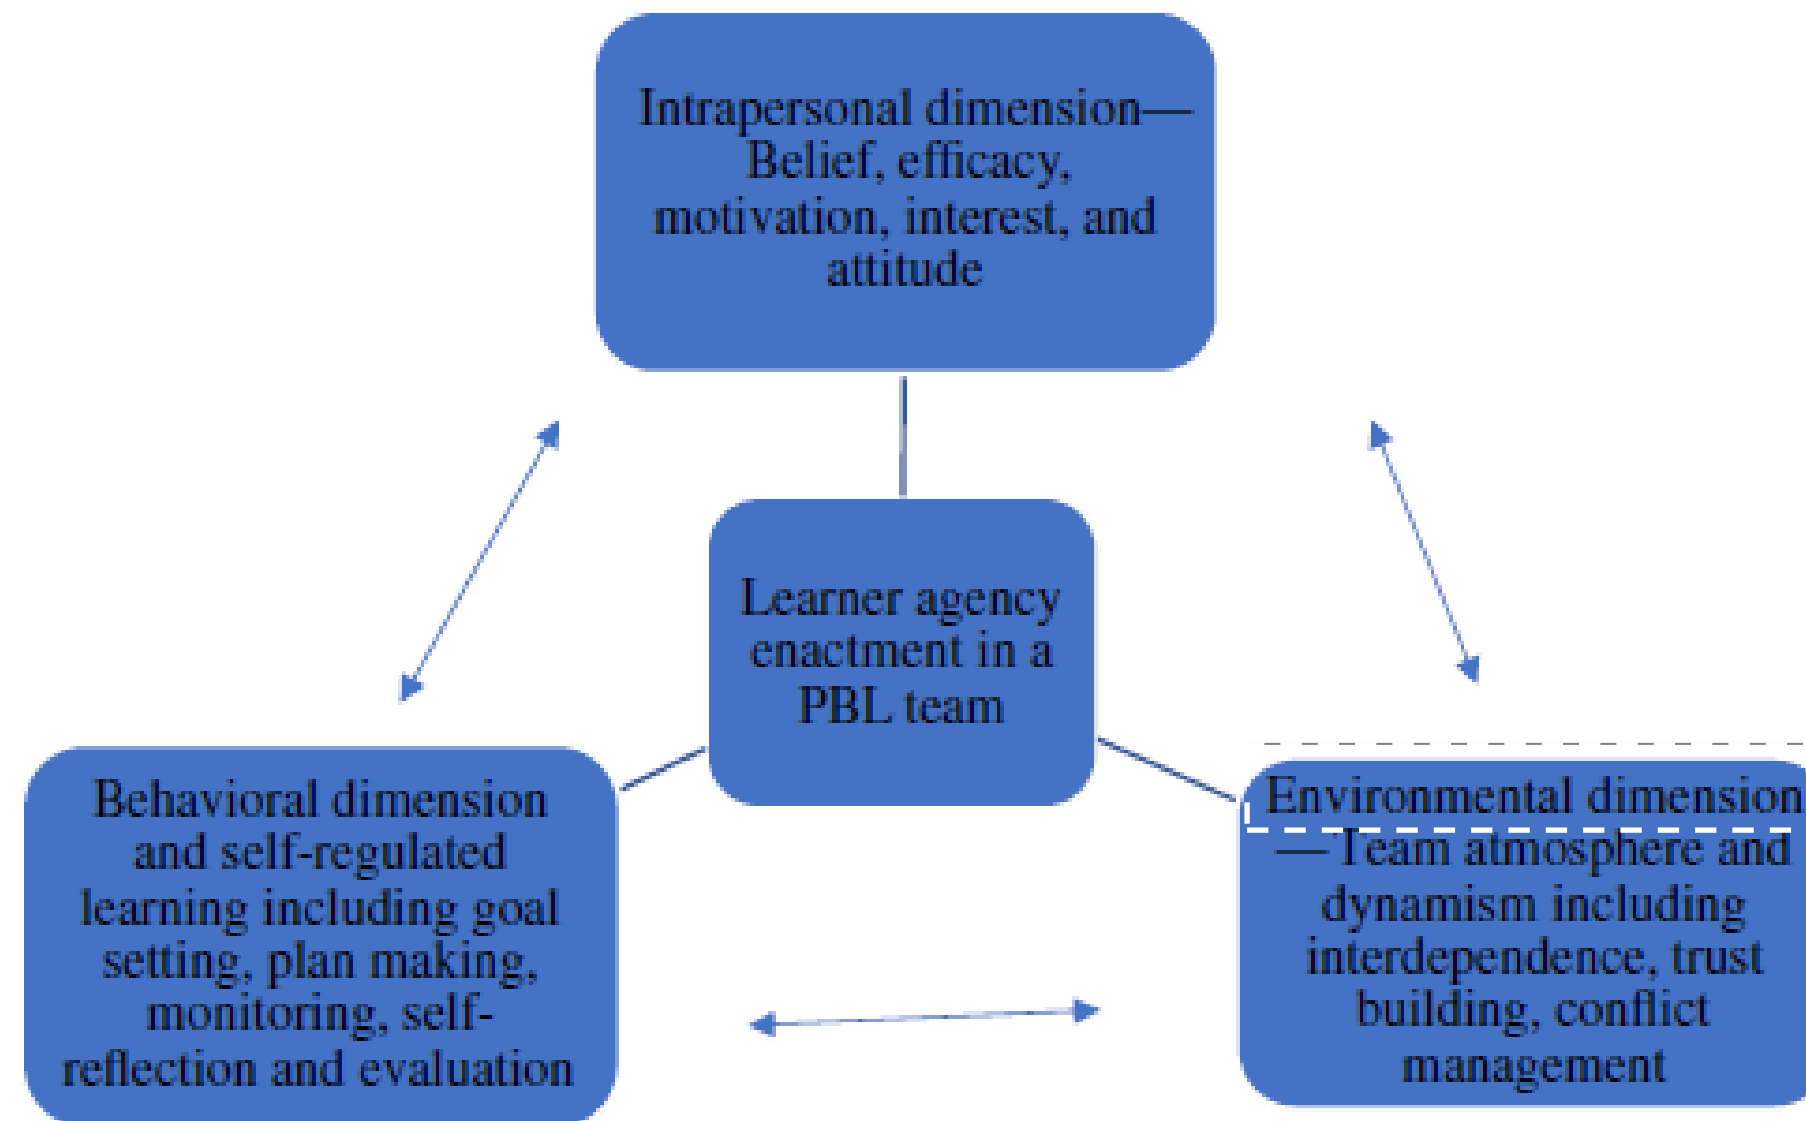 Intrapersonal dimension—
Belief, efficacy,
motivation, interest, and
attitude
Learner agency
enactment in a
PBL team
Behavioral dimension
and self-regulated
learning including goal
setting, plan making,
monitoring, self-
reflection and evaluation
Environmental dimension
—Team atmosphere and
dynamism including
interdependence, trust
building, conflict
management